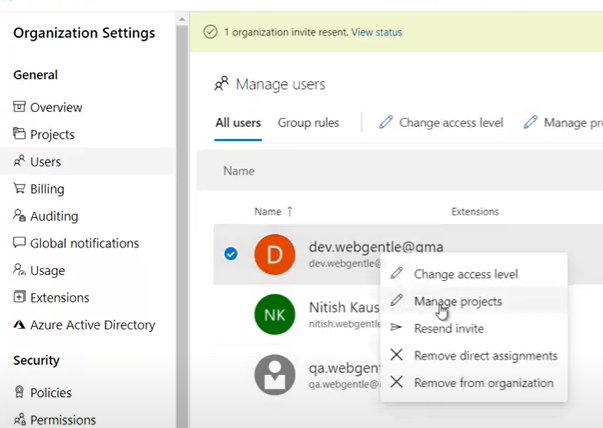 Organization Settings
General
Overview
Projects
Users
Billing
Auditing
Global notifications
Usage
Extensions
Azure Active Directory
Security
Policies
Permissions
1 organization invite resent. View status
Manage users
All users
Group rules
Change access level
Manage pro
Name
Name ↑
Extensions
D
dev.webgentle@gma
dev.webgentle@
NK
Nitish Kaus
nitish.webgentle
qa.webge
qa.webgentle@
Change access level
Manage projects
Resend invite
Remove direct assignments
Remove from organization